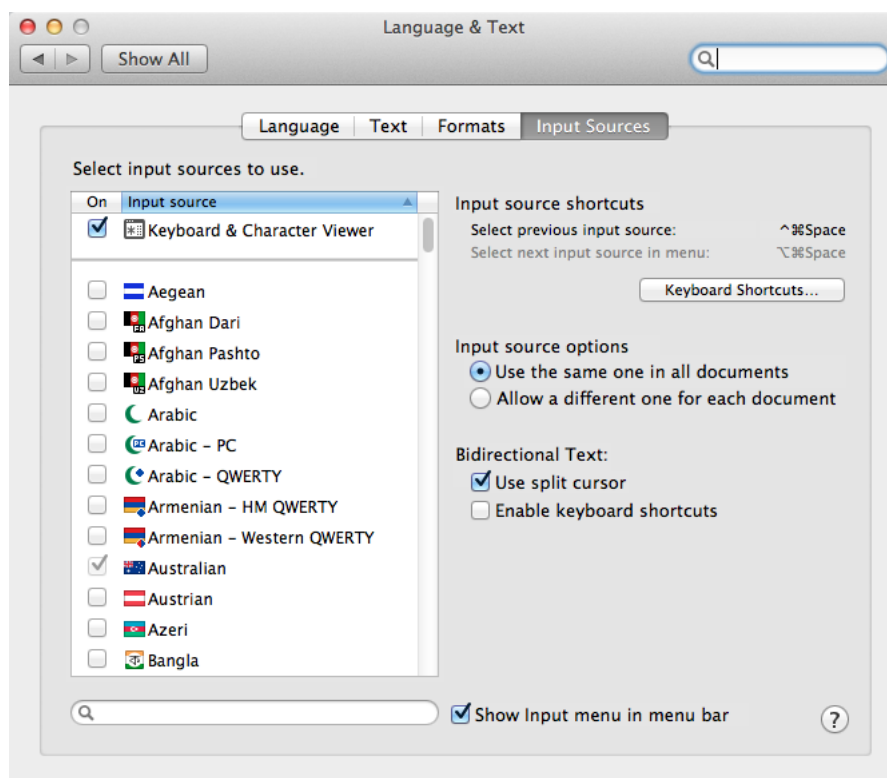 Language & Text
Show All
Language Text Formats Input Sources
Select input sources to use.
On Input source
Keyboard & Character Viewer
Aegean
Afghan Dari
Afghan Pashto
Afghan Uzbek
Arabic
Arabic – PC
Arabic – QWERTY
Armenian – HM QWERTY
Armenian – Western QWERTY
Australian
Austrian
Azeri
Bangla
Input source shortcuts
Select previous input source: ^⌘Space
Select next input source in menu: ⌥⌘Space
Keyboard Shortcuts...
Input source options
Use the same one in all documents
Allow a different one for each document
Bidirectional Text:
Use split cursor
Enable keyboard shortcuts
Show Input menu in menu bar
?